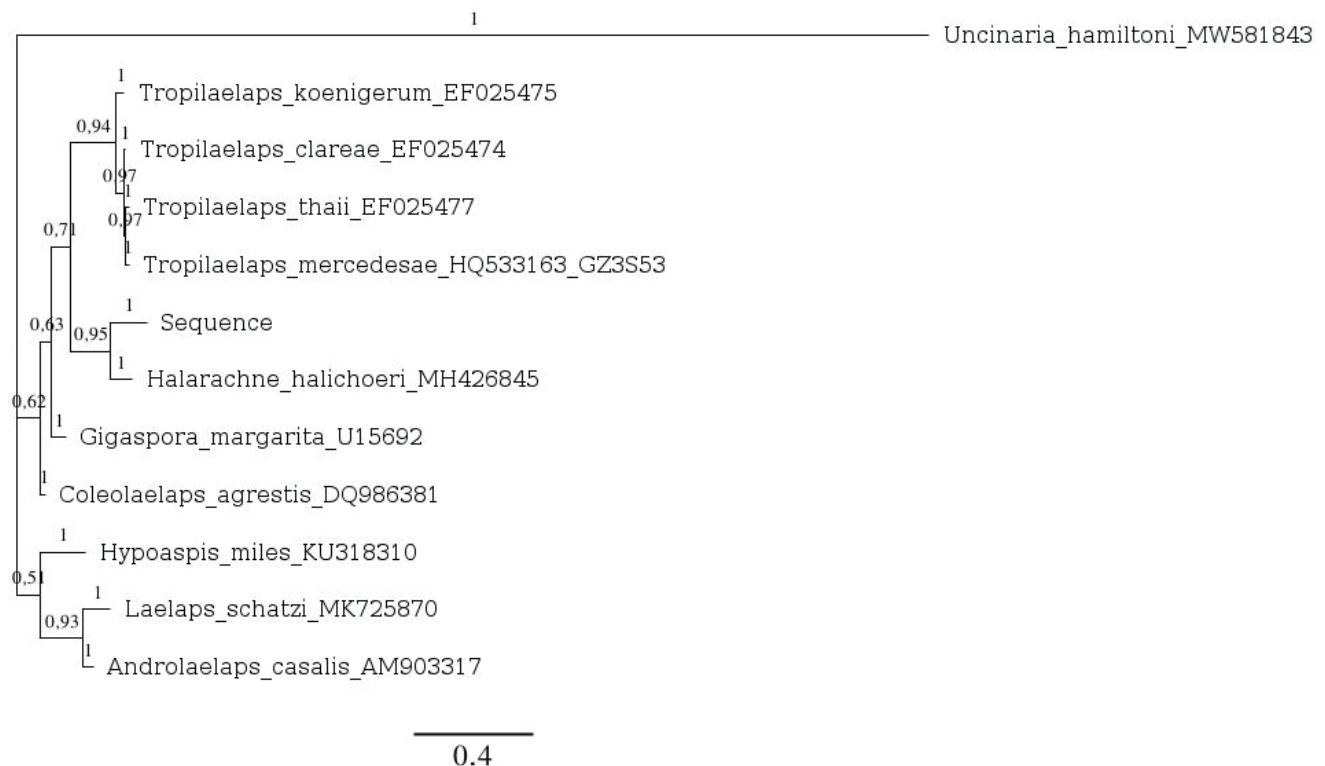 1
Uncinaria_hamiltoni_MW581843
1
Tropilaelaps_koenigerum_EF025475
0,94
1
Tropilaelaps_clareae_EF025474
0,97
1
Tropilaelaps_thaii_EF025477
0,97
0,71
1
Tropilaelaps_mercedesae_HQ533163_GZ3S53
1
Sequence
0,63
0,95
1
Halarachne_halichoeri_MH426845
0,62
1
Gigaspora_margarita_U15692
1
Coleolaelaps_agrestis_DQ986381
1
Hypoaspis_miles_KU318310
0,51
1
Laelaps_schatzi_MK725870
0,93
1
Androlaelaps_casalis_AM903317
0.4